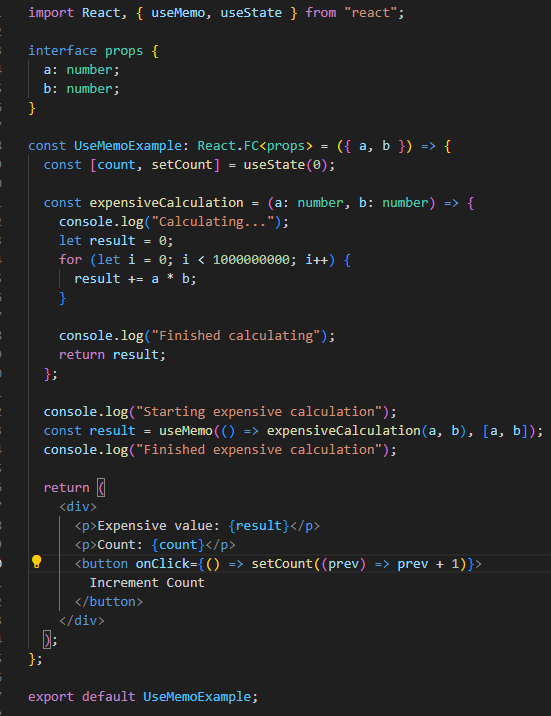 import React, { useMemo, useState } from "react";
interface props {
a: number;
b: number;
}
const UseMemoExample: React.FC<props> = ({ a, b }) => {
const [count, setCount] = useState(0);
const expensiveCalculation = (a: number, b: number) => {
console.log("Calculating...");
let result = 0;
for (let i = 0; i < 1000000000; i++) {
result += a * b;
}
console.log("Finished calculating");
return result;
};
console.log("Starting expensive calculation");
const result = useMemo(() => expensiveCalculation(a, b), [a, b]);
console.log("Finished expensive calculation");
return (
<div>
<p>Expensive value: {result}</p>
<p>Count: {count}</p>
<button onClick={() => setCount((prev) => prev + 1)}>
Increment Count
</button>
</div>
);
};
export default UseMemoExample;